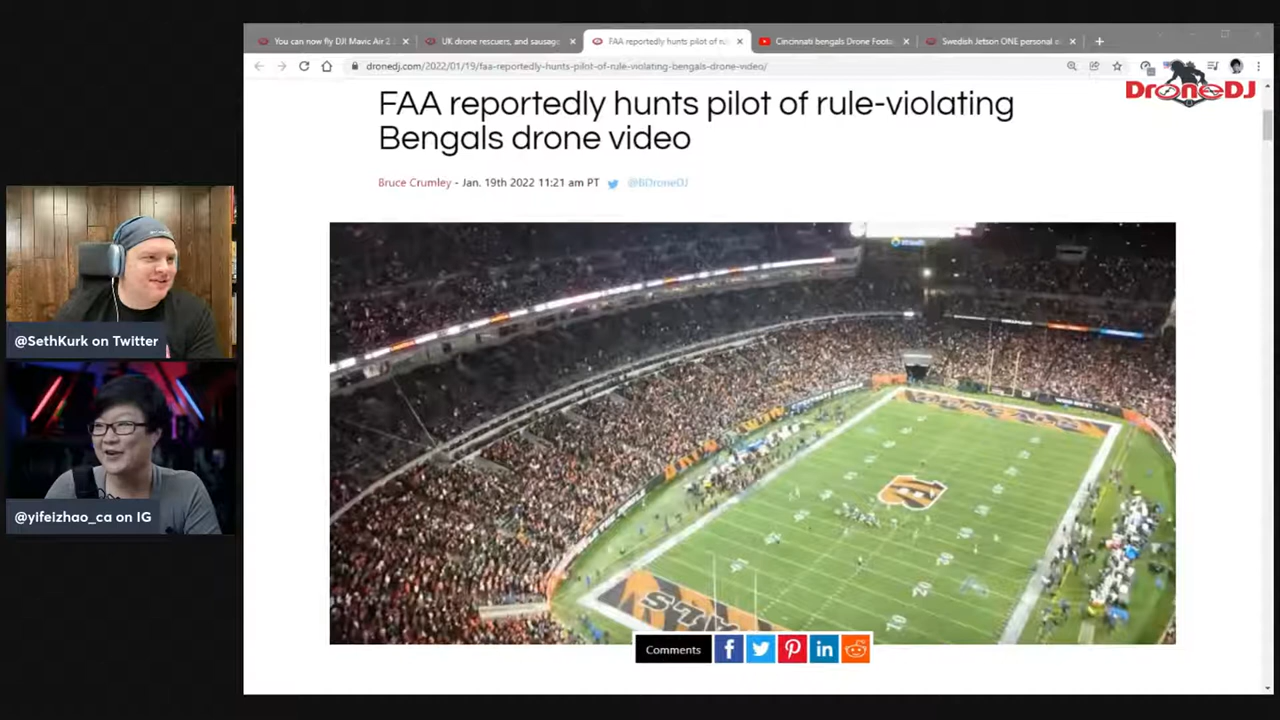 You can now fly DJI Mavic Air 2
UK drone rescuers, and sausage
FAA reportedly hunts pilot of ru
Cincinnati bengals Drone Foota
Swedish Jetson ONE personal
dronedj.com/2022/01/19/faa-reportedly-hunts-pilot-of-rule-violating-bengals-drone-video/
DRONEDJ
FAA reportedly hunts pilot of rule-violating
Bengals drone video
Bruce Crumley - Jan. 19th 2022 11:21 am PT @BDroneDJ
@SethKurk on Twitter
@yifeizhao_ca on IG
Comments